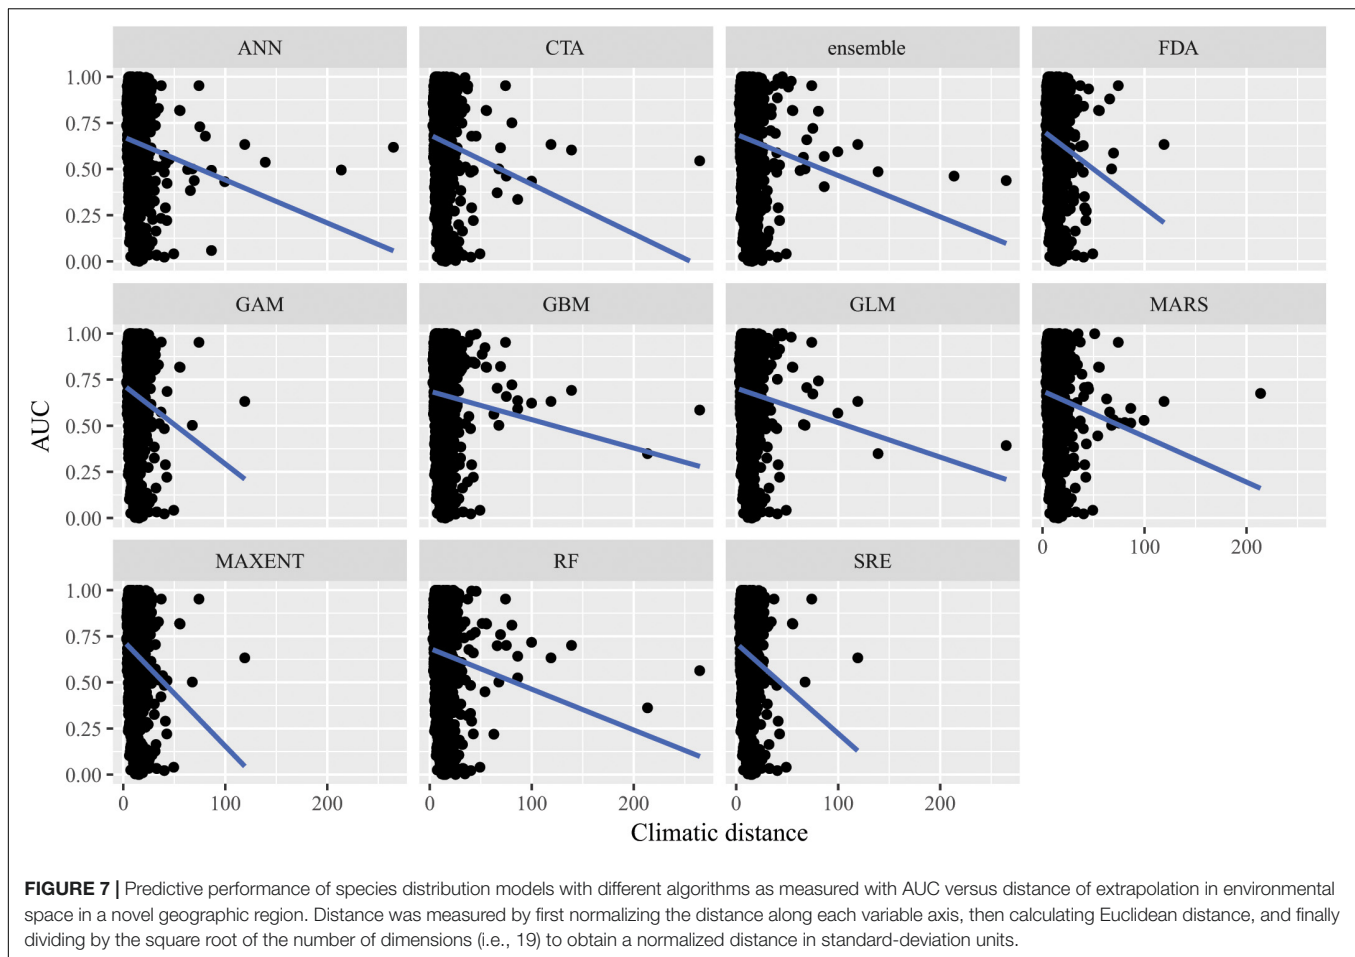 ANN CTA ensemble FDA
1.00
0.75
0.50
0.25
0.00
GAM GBM GLM MARS
1.00
0.75
0.50
0.25
0.00
AUC
0 100 200
MAXENT RF SRE
1.00
0.75
0.50
0.25
0.00
0 100 200 0 100 200 0 100 200
Climatic distance
FIGURE 7 | Predictive performance of species distribution models with different algorithms as measured with AUC versus distance of extrapolation in environmental
space in a novel geographic region. Distance was measured by first normalizing the distance along each variable axis, then calculating Euclidean distance, and finally
dividing by the square root of the number of dimensions (i.e., 19) to obtain a normalized distance in standard-deviation units.